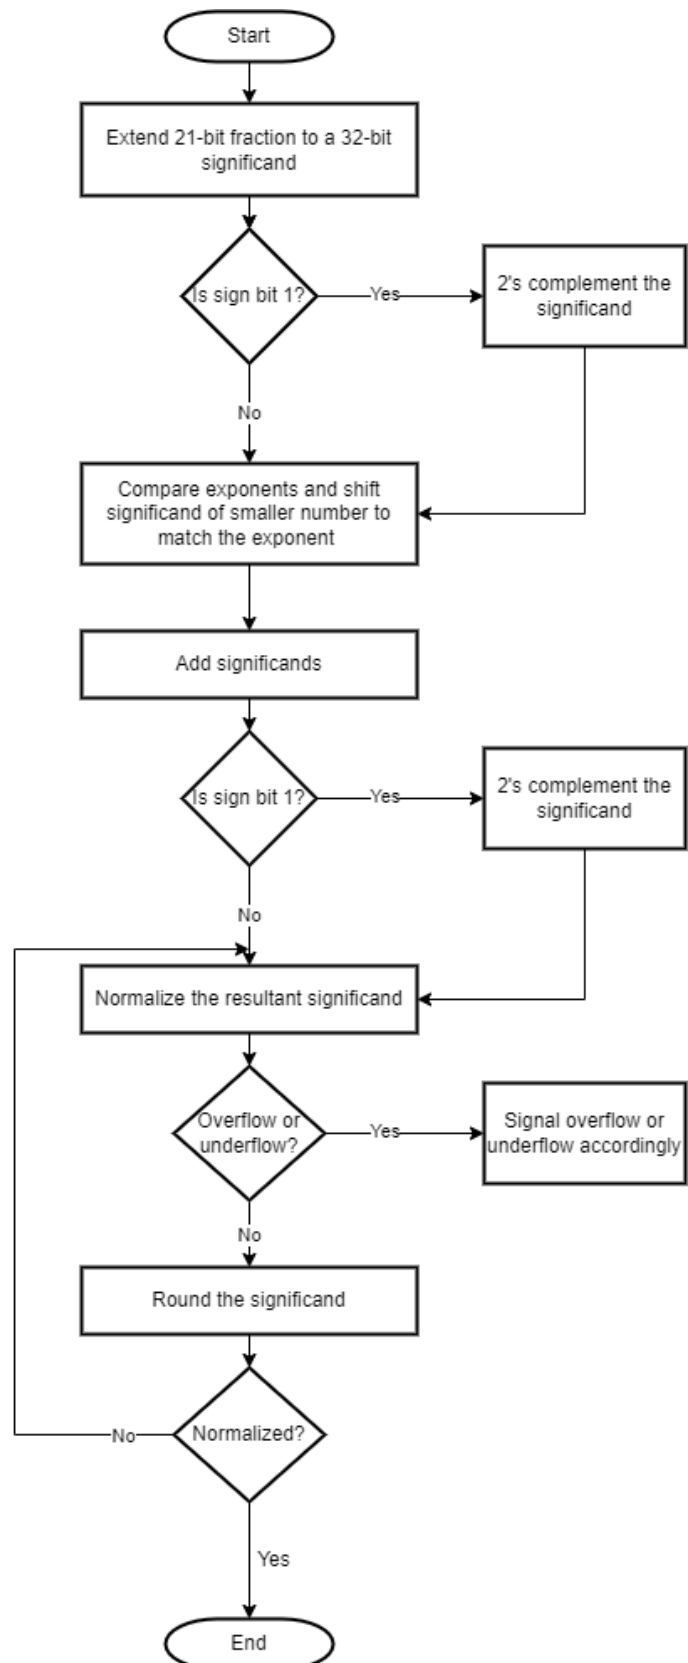 Start
Extend 21-bit fraction to a 32-bit
significand
Is sign bit 1?
Yes
2's complement the
significand
No
Compare exponents and shift
significand of smaller number to
match the exponent
Add significands
Is sign bit 1?
Yes
2's complement the
significand
No
Normalize the resultant significand
Overflow or
underflow?
Yes
Signal overflow or
underflow accordingly
No
Round the significand
Normalized?
No
Yes
End